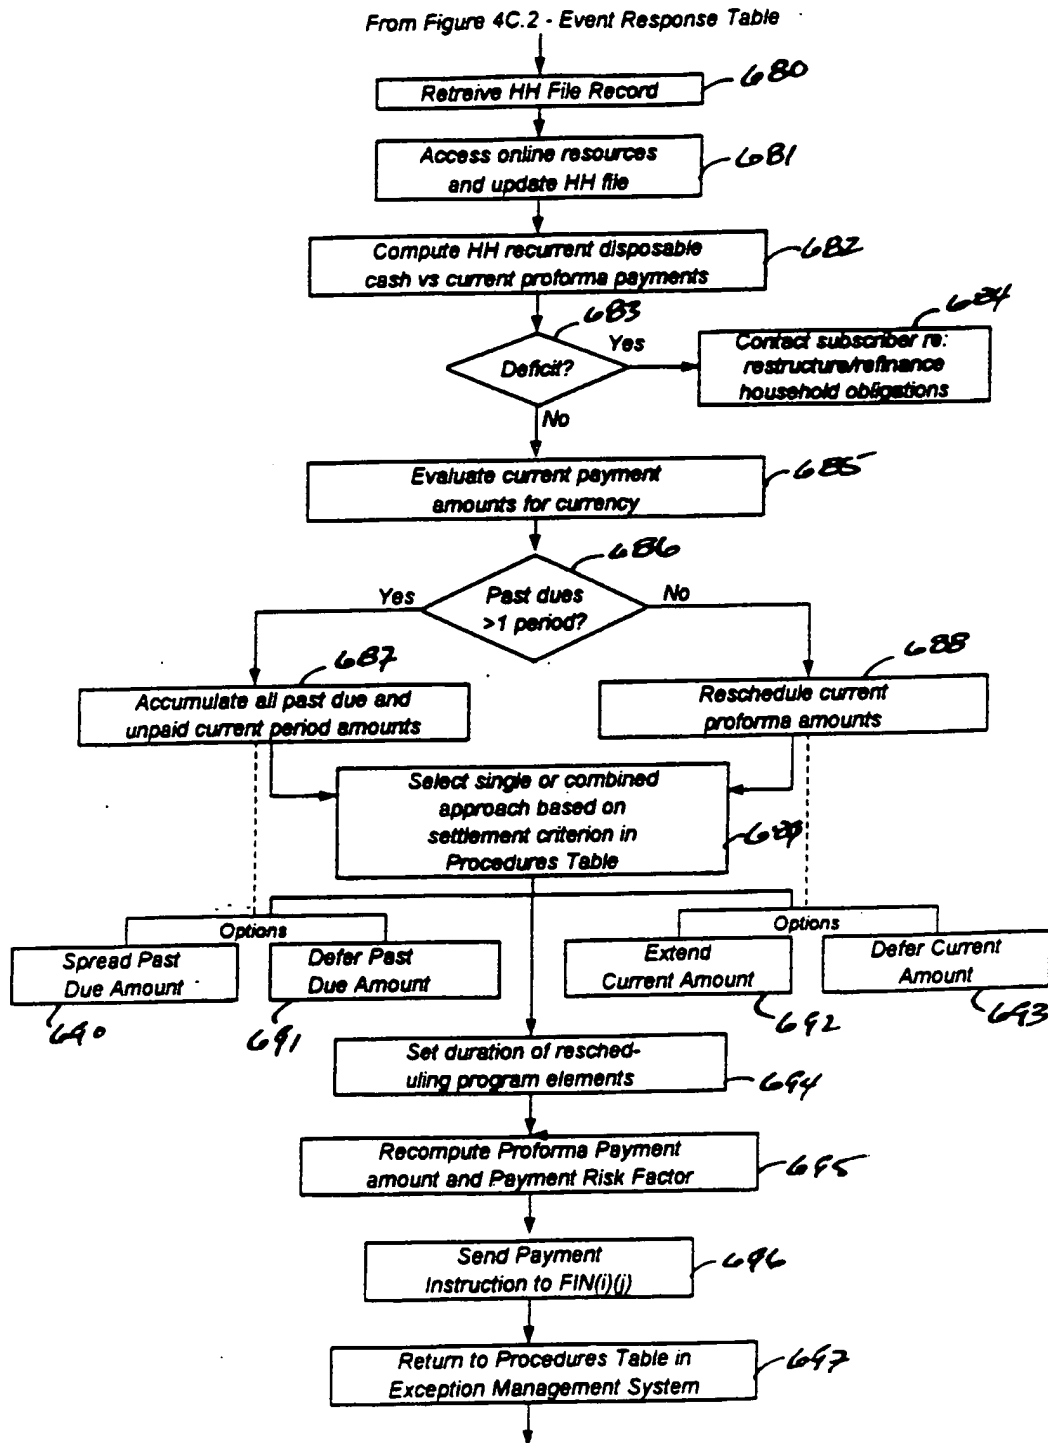 From Figure 4C.2 - Event Response Table
Retreive HH File Record
680
Access online resources
and update HH file
681
Compute HH recurrent disposable
cash vs current proforma payments
682
683
Deficit?
Yes
No
684
Contact subscriber re:
restructure/refinance
household obligations
Evaluate current payment
amounts for currency
685
686
Past dues
>1 period?
Yes
No
687
Accumulate all past due and
unpaid current period amounts
688
Reschedule current
proforma amounts
Select single or combined
approach based on
settlement criterion in
Procedures Table
689
Options
Spread Past
Due Amount
690
Defer Past
Due Amount
691
Options
Extend
Current Amount
692
Defer Current
Amount
693
Set duration of resched-
uling program elements
694
Recompute Proforma Payment
amount and Payment Risk Factor
695
Send Payment
Instruction to FIN(i)(j)
696
Return to Procedures Table in
Exception Management System
697